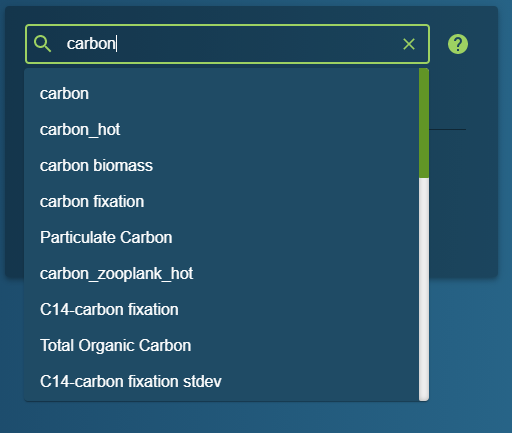 carbon
carbon
carbon_hot
carbon biomass
carbon fixation
Particulate Carbon
carbon_zooplank_hot
C14-carbon fixation
Total Organic Carbon
C14-carbon fixation stdev